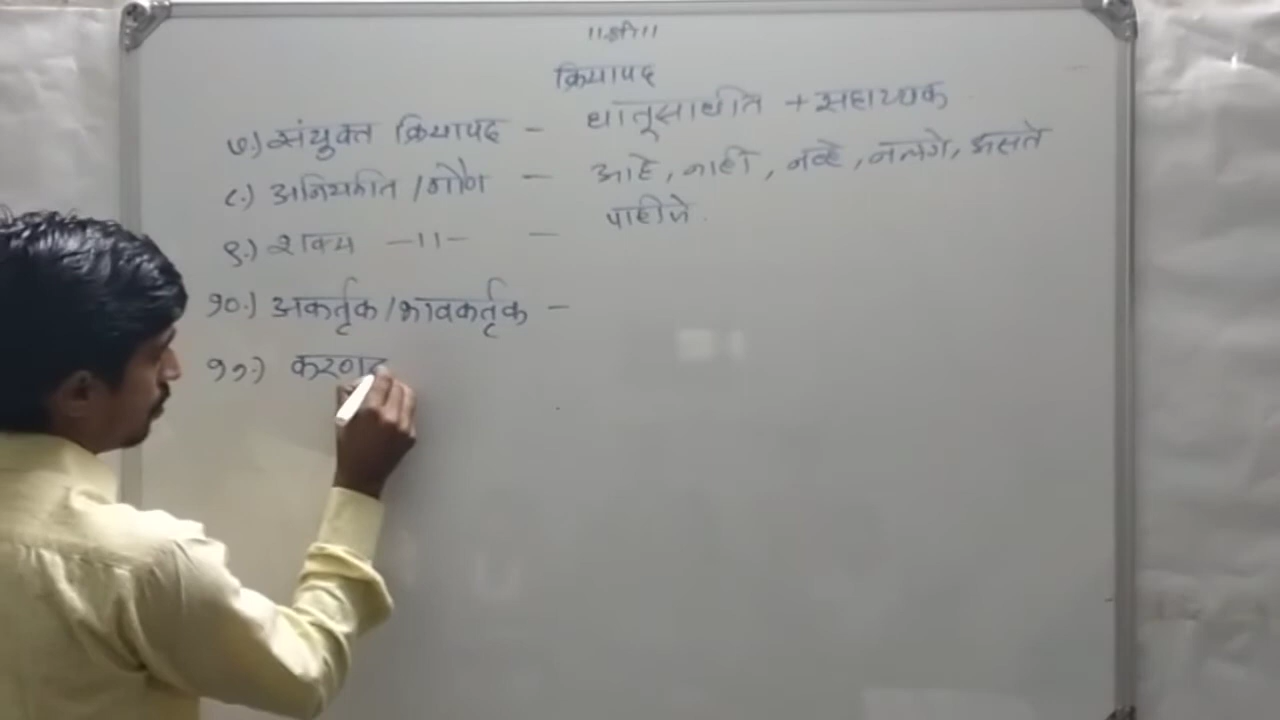 ।।श्री।।
क्रियापद
७.) संयुक्त क्रियापद – धातूसाधीत + सहाय्यक
८.) अनियमीत / गौण – आहे, नाही, नव्हे, नलगे, असते
पाहीजे.
९.) शक्य –।।– –
१०.) अकर्तृक / भावकर्तृक –
११.) करणार